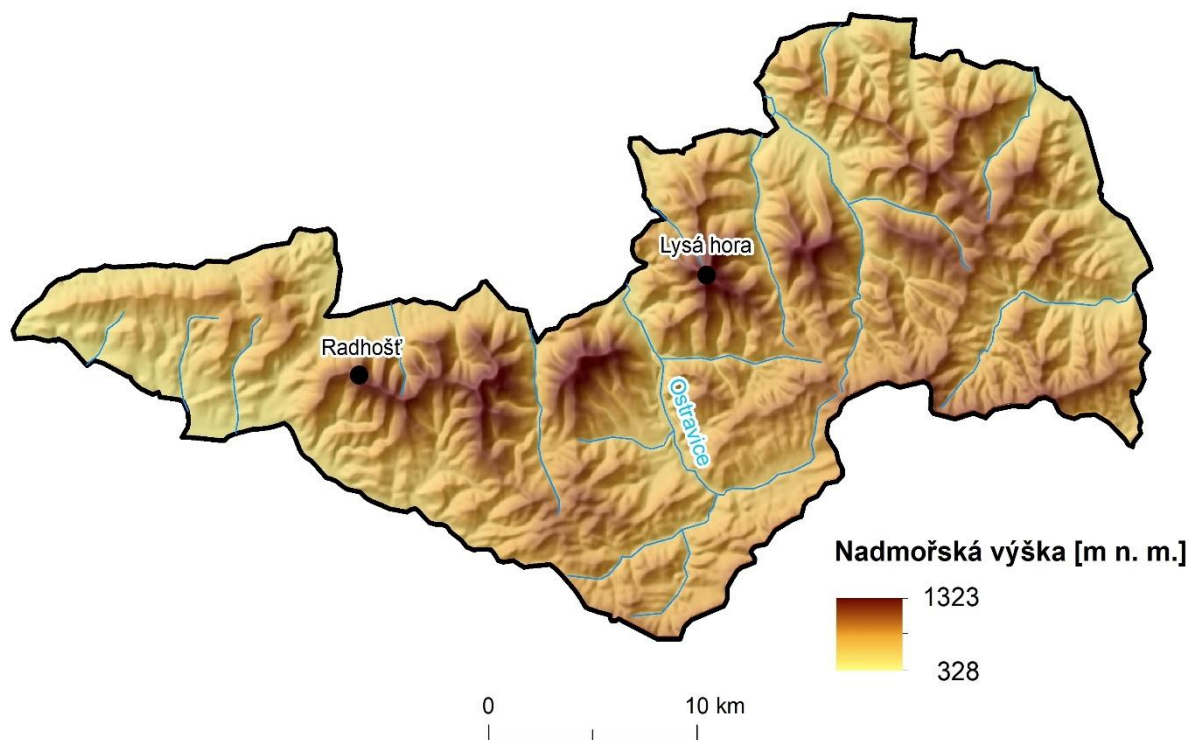 Lysá hora
Radhošť
Ostravice
Nadmořská výška [m n. m.]
1323
328
0 10 km